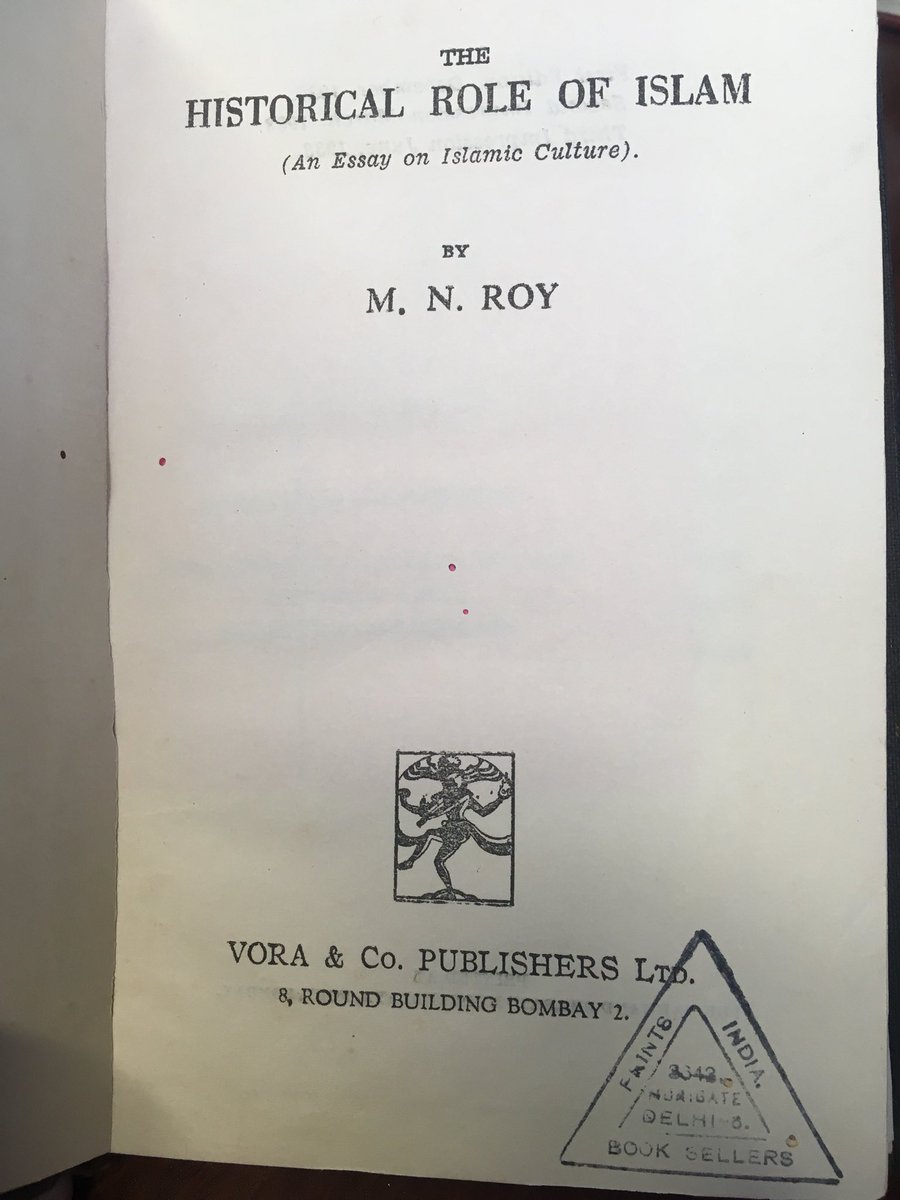 THE
HISTORICAL ROLE OF ISLAM
(An Essay on Islamic Culture).
BY
M. N. ROY
VORA & Co. PUBLISHERS LTD.
8, ROUND BUILDING BOMBAY 2.
INDIA.
DELHI-6.
BOOK SELLERS